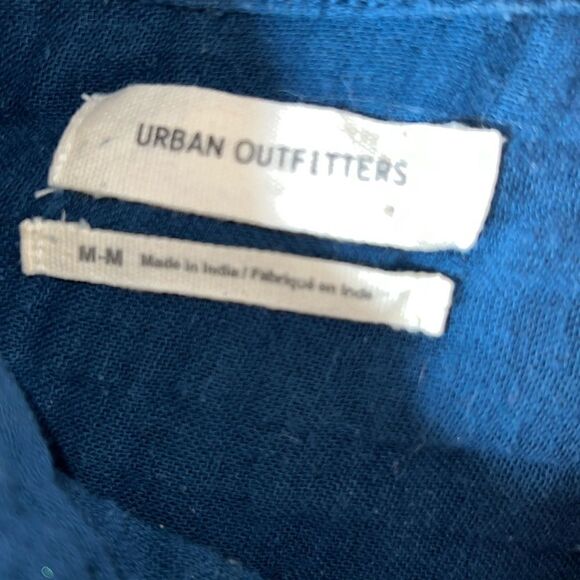 URBAN OUTFITTERS
M-M Made in India / Fabriqué en Inde